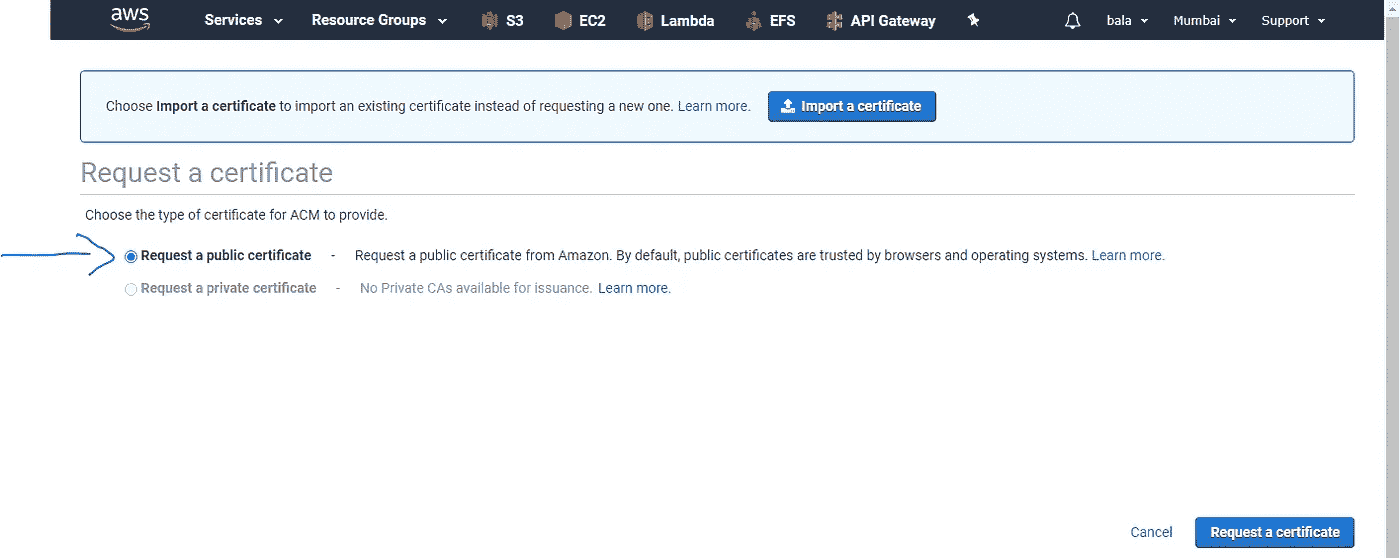 aws Services Resource Groups S3 EC2 Lambda EFS API Gateway bala Mumbai Support
Choose Import a certificate to import an existing certificate instead of requesting a new one. Learn more. Import a certificate
Request a certificate
Choose the type of certificate for ACM to provide.
Request a public certificate - Request a public certificate from Amazon. By default, public certificates are trusted by browsers and operating systems. Learn more.
Request a private certificate - No Private CAs available for issuance. Learn more.
Cancel Request a certificate